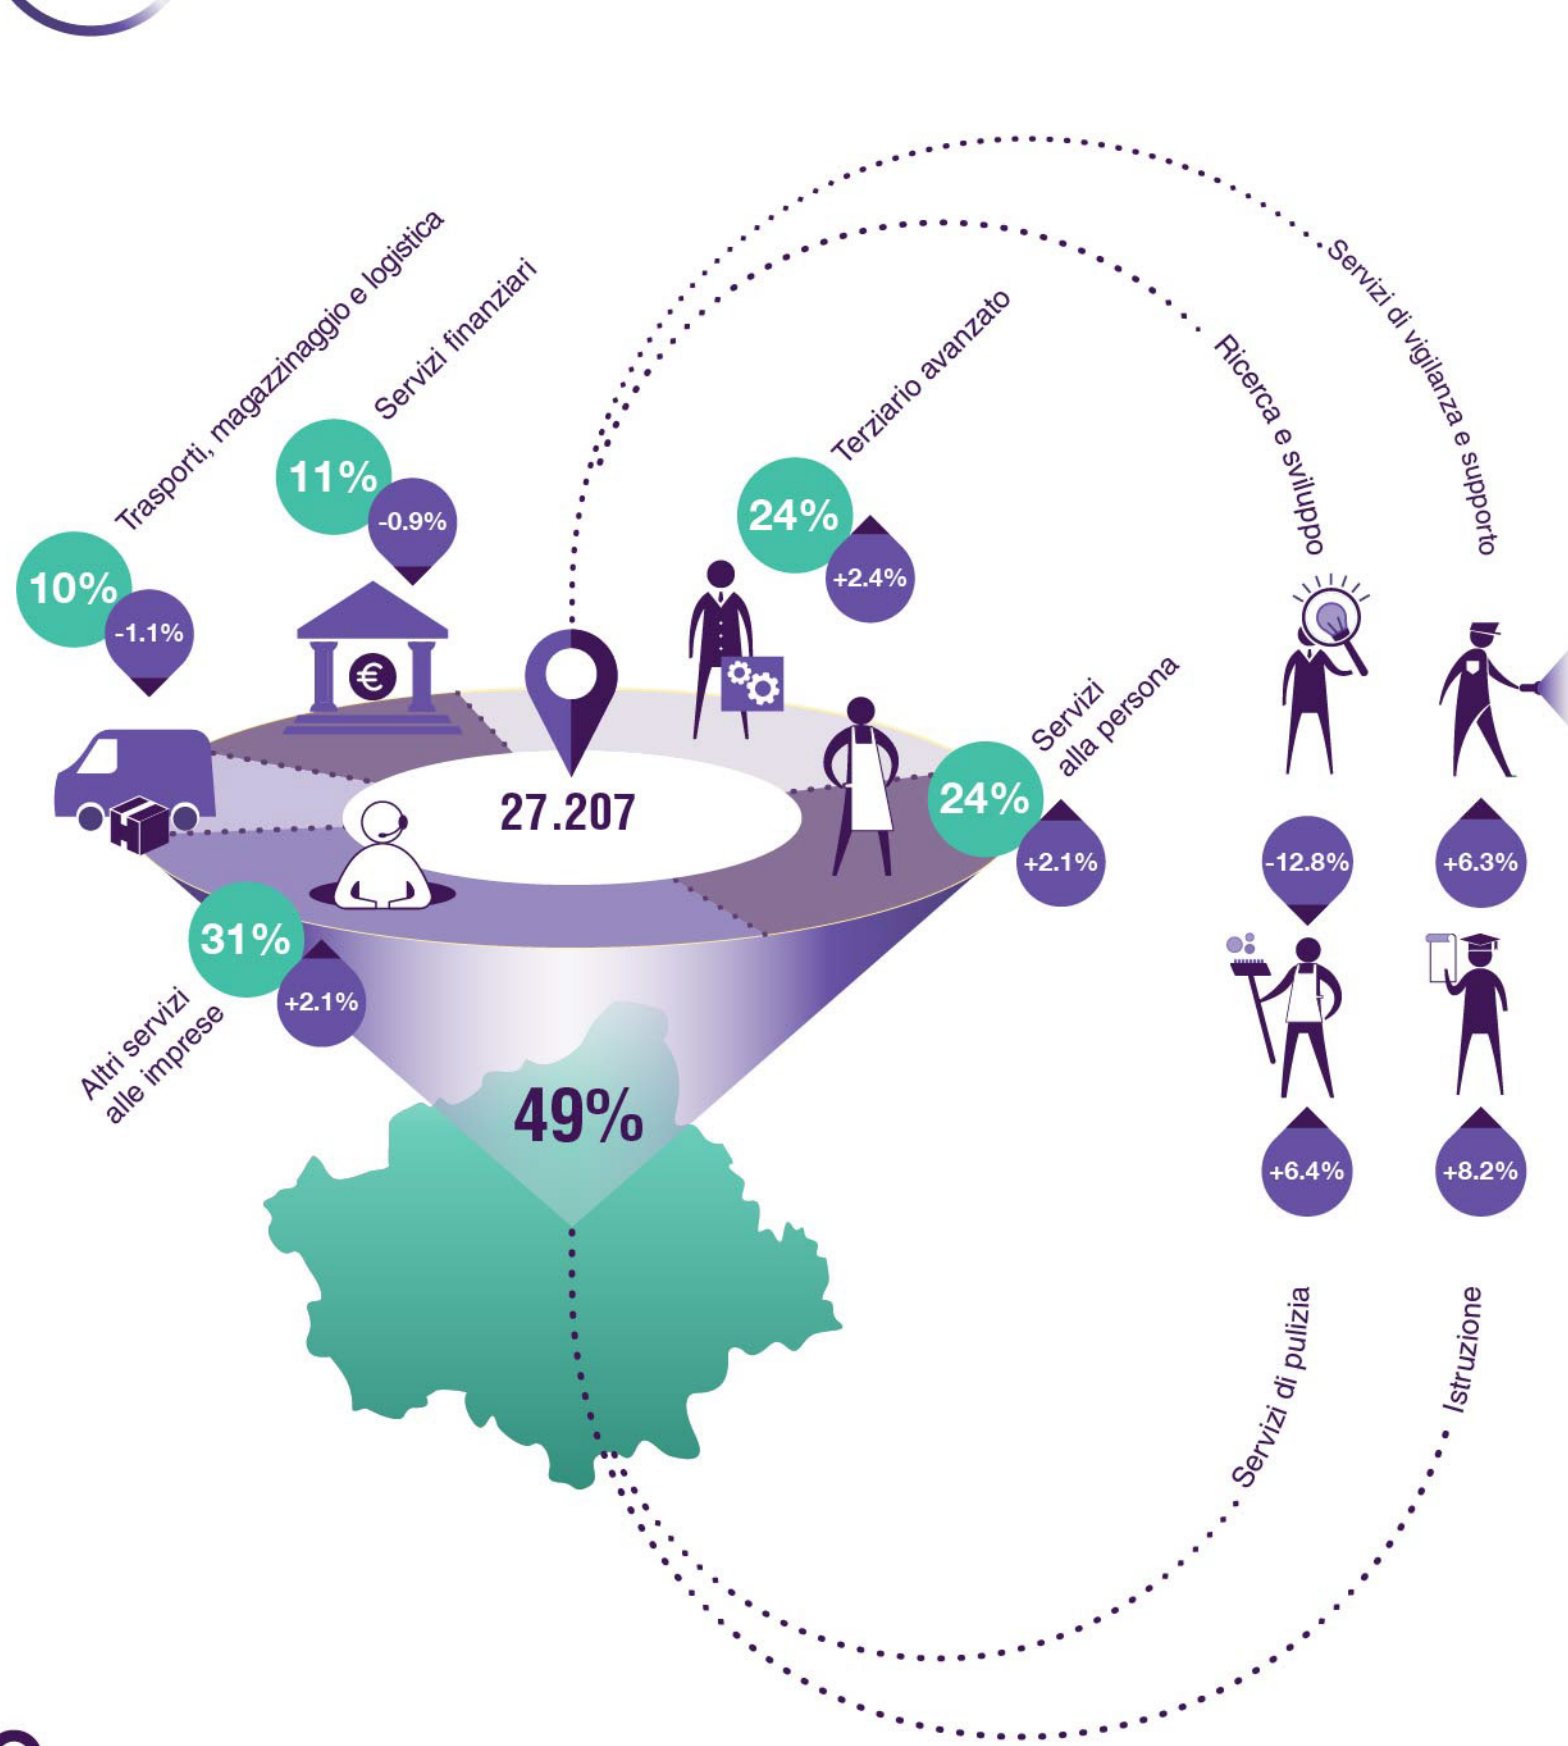 Trasporti, magazzinaggio e logistica
10%
-1.1%
Servizi finanziari
11%
-0.9%
€
Terziario avanzato
24%
+2.4%
Servizi
alla persona
24%
+2.1%
27.207
31%
+2.1%
Altri servizi
alle imprese
49%
Servizi di vigilanza e supporto
Ricerca e sviluppo
-12.8%
+6.3%
+6.4%
+8.2%
Servizi di pulizia
Istruzione